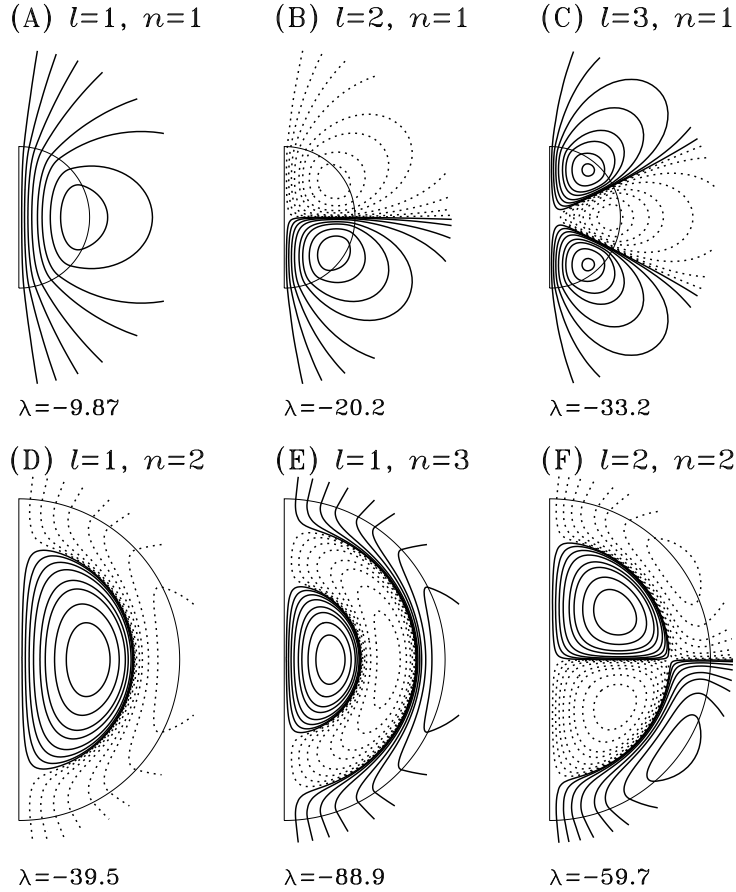 (A) l=1, n=1
(B) l=2, n=1
(C) l=3, n=1
λ=−9.87
λ=−20.2
λ=−33.2
(D) l=1, n=2
(E) l=1, n=3
(F) l=2, n=2
λ=−39.5
λ=−88.9
λ=−59.7